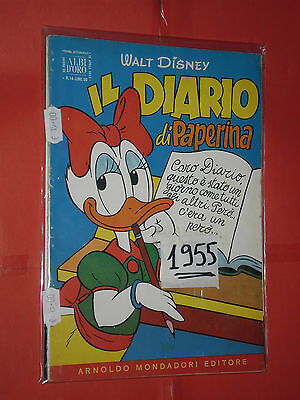 ALBI D'ORO
WALT DISNEY
IL DIARIO
di Paperina
Caro Diario,
questo è stato un
giorno come tutti
gli altri. Però
c'era un
però...
1955
ARNOLDO MONDADORI EDITORE